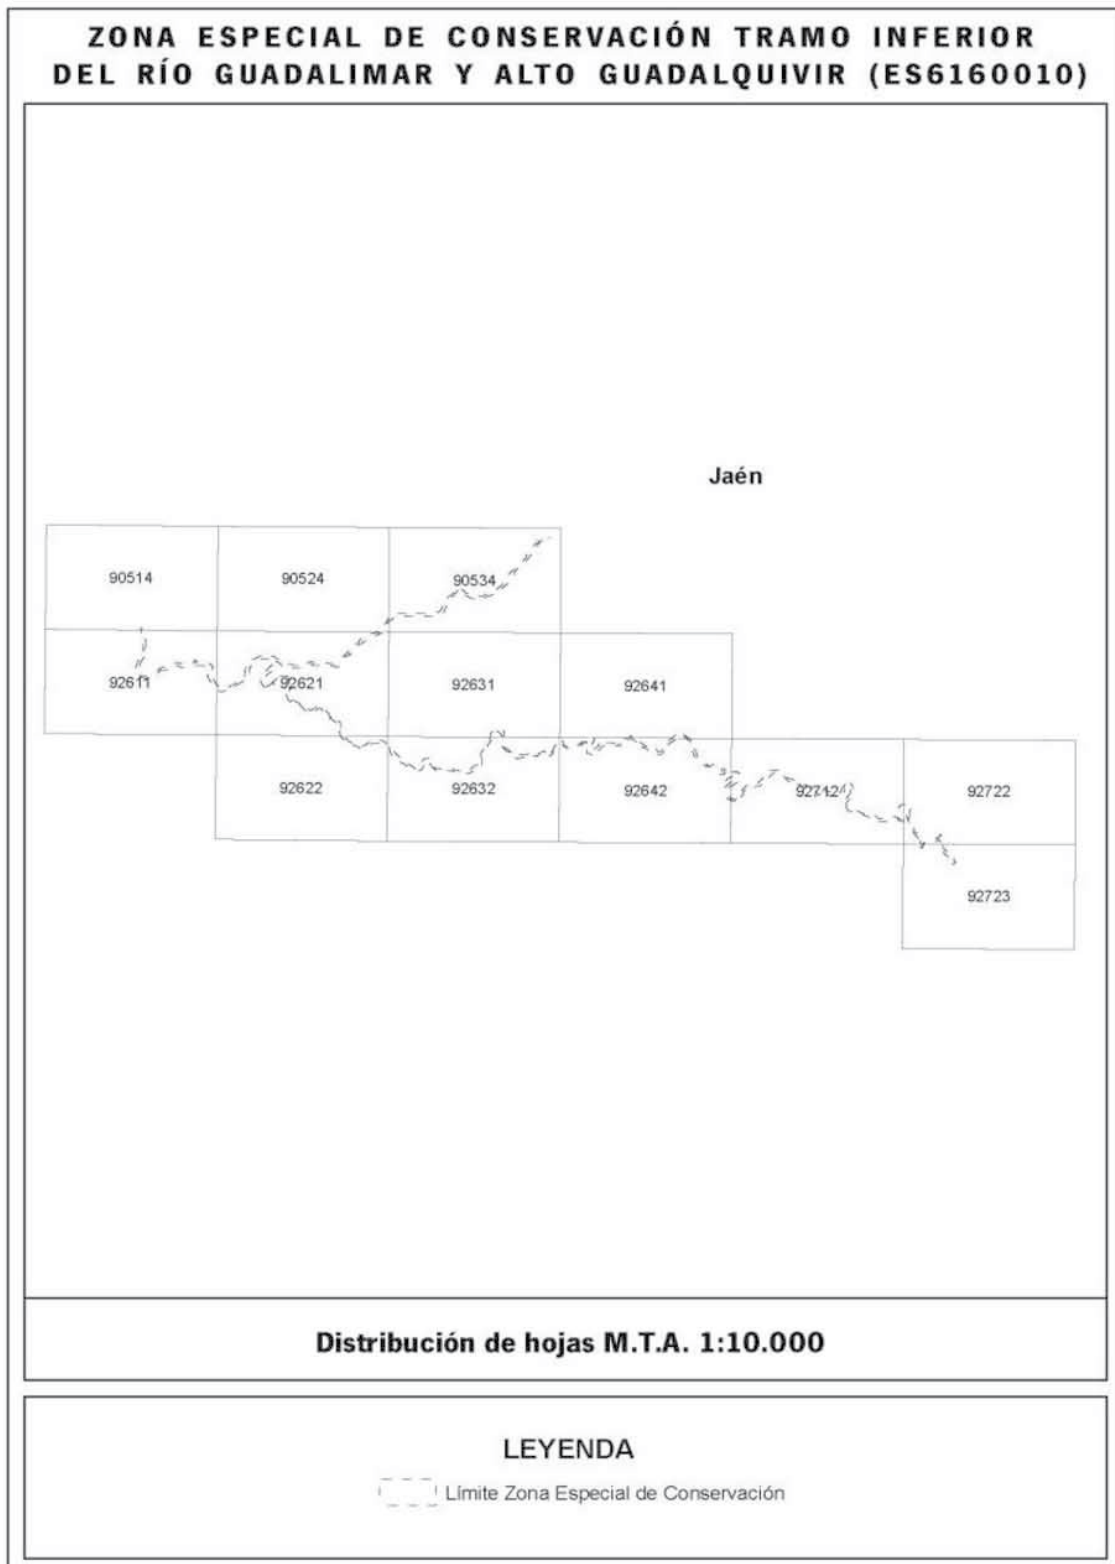 ZONA ESPECIAL DE CONSERVACIÓN TRAMO INFERIOR
DEL RÍO GUADALIMAR Y ALTO GUADALQUIVIR (ES6160010)
Jaén
90514 90524 90534
92611 92621 92631 92641
92622 92632 92642 92712 92722
92723
Distribución de hojas M.T.A. 1:10.000
LEYENDA
Límite Zona Especial de Conservación